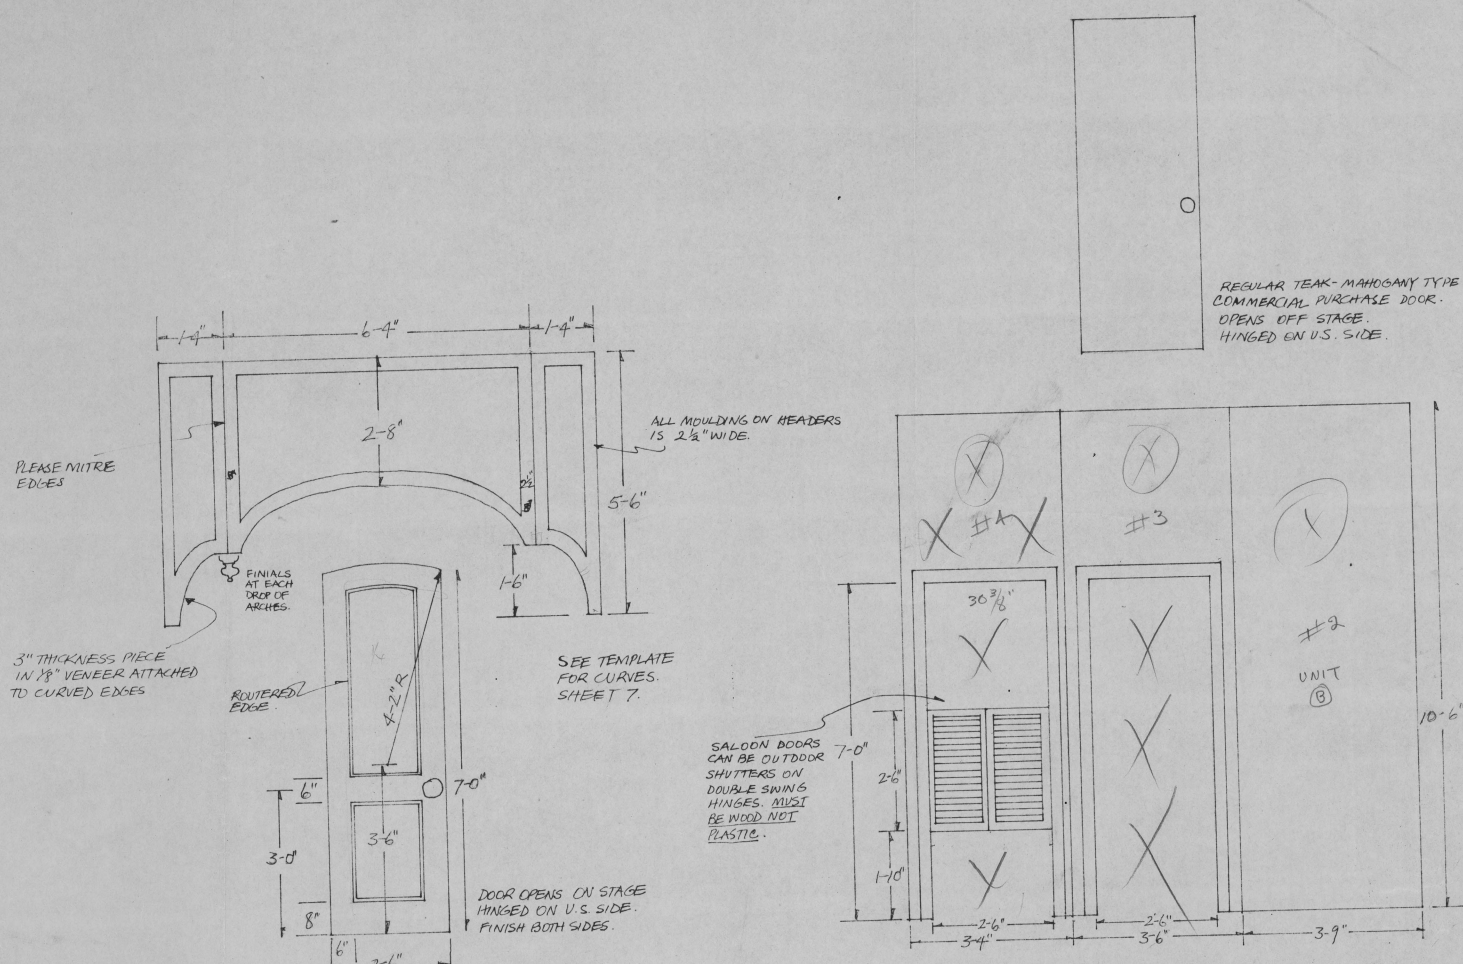 REGULAR TEAK-MAHOGANY TYPE
COMMERCIAL PURCHASE DOOR.
OPENS OFF STAGE.
HINGED ON U.S. SIDE.
1-4"
6-4"
1-4"
2-8"
PLEASE MITRE
EDGES
ALL MOULDING ON HEADERS
IS 2½" WIDE.
2½"
5-6"
1-6"
FINIALS
AT EACH
DROP OF
ARCHES.
3" THICKNESS PIECE
IN ⅛" VENEER ATTACHED
TO CURVED EDGES
SEE TEMPLATE
FOR CURVES.
SHEET 7.
ROUTERED
EDGE.
4-2" R
6"
7-0"
3-6"
3-0"
8"
6"
2-6"
DOOR OPENS ON STAGE
HINGED ON U.S. SIDE.
FINISH BOTH SIDES.
X
X
X
X #4 X
#3
30 3/8"
X
X
#2
UNIT
B
X
X
X
SALOON DOORS
CAN BE OUTDOOR
SHUTTERS ON
DOUBLE SWING
HINGES. MUST
BE WOOD NOT
PLASTIC.
7-0"
2-6"
1-10"
10-6"
2-6"
2-6"
3-4"
3-6"
3-9"